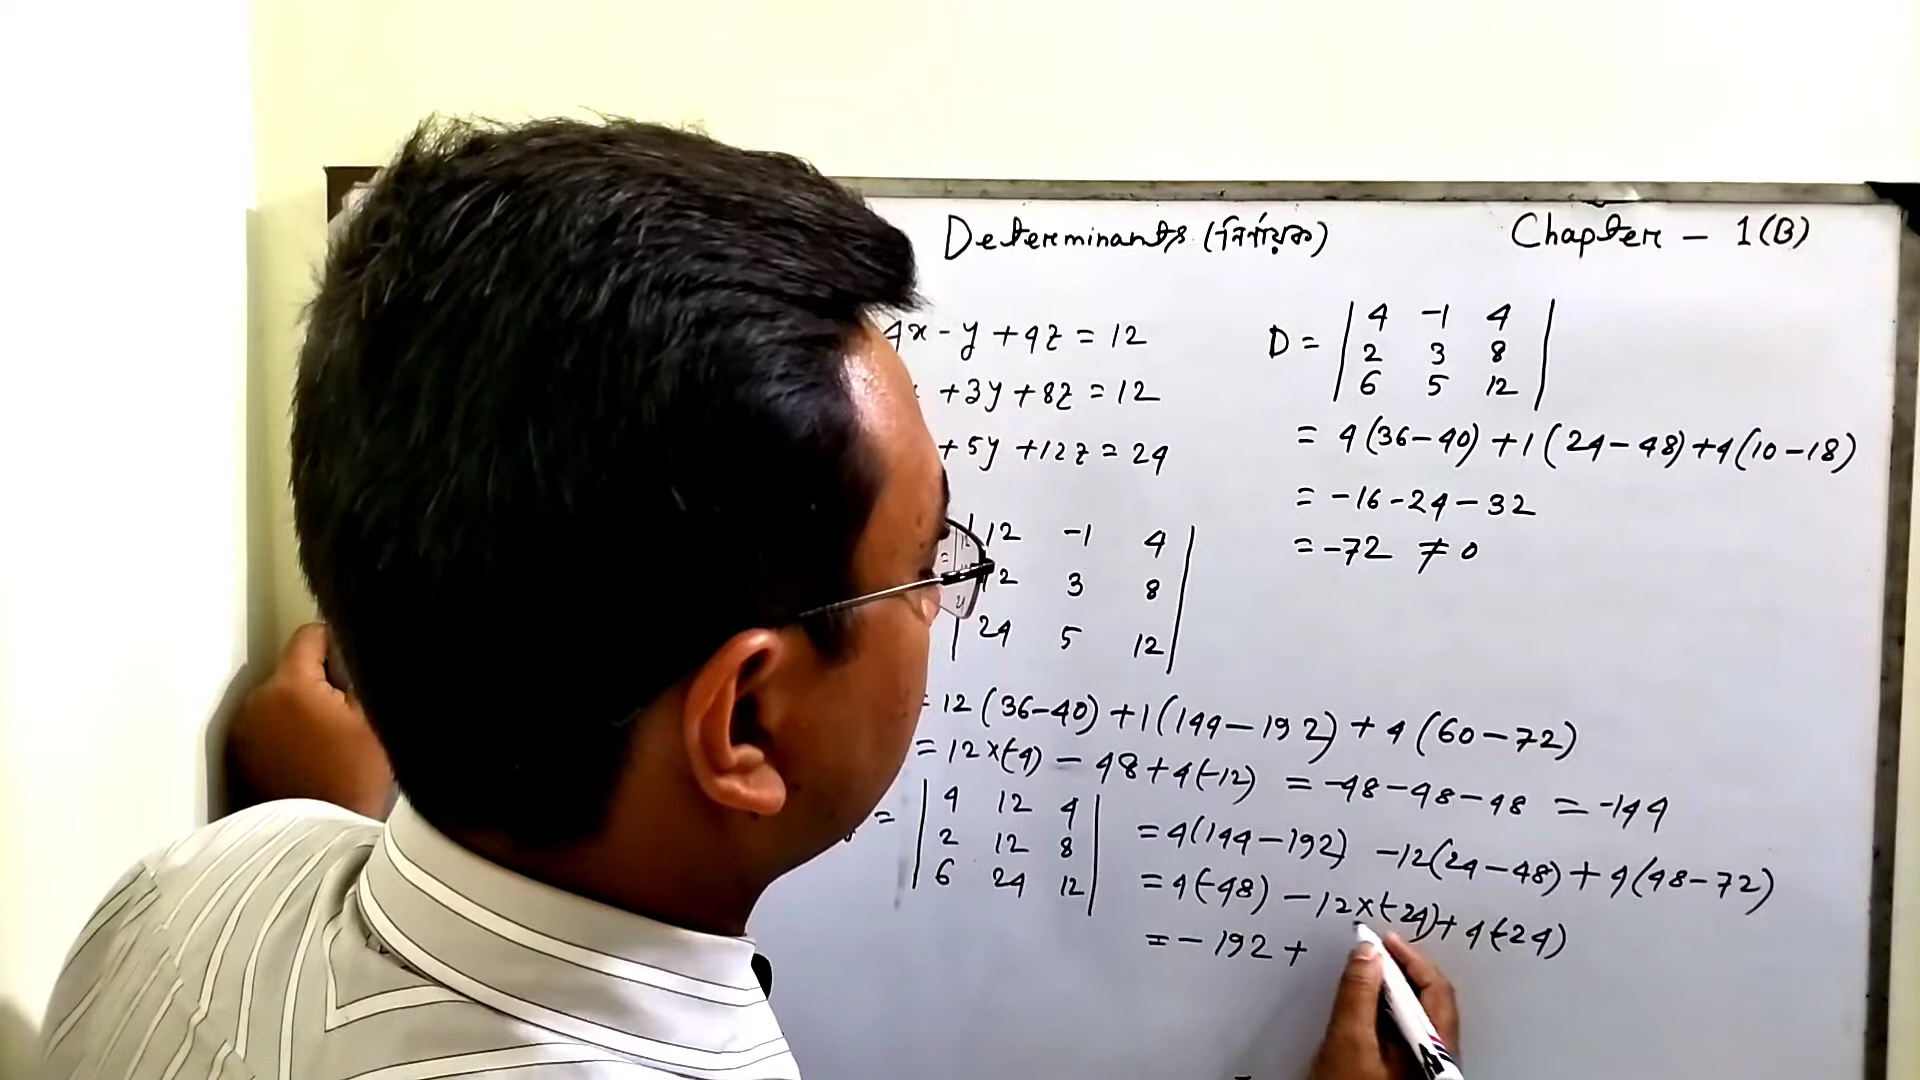 Determinants (নির্ণায়ক)
Chapter - 1(B)
4x - y + 4z = 12
+3y + 8z = 12
+ 5y + 12z = 24
D = | 4 -1 4 |
| 2 3 8 |
| 6 5 12 |
= 4(36-40) + 1(24-48) + 4(10-18)
= -16-24-32
= -72 ≠ 0
12 -1 4 |
12 3 8 |
| 24 5 12 |
= 12(36-40) + 1(144-192) + 4(60-72)
= 12×(-4) - 48 + 4(-12) = -48-48-48 = -144
= | 4 12 4 |
| 2 12 8 |
| 6 24 12 |
= 4(144-192) -12(24-48) + 4(48-72)
= 4(-48) - 12×(-24) + 4(-24)
= -192 +